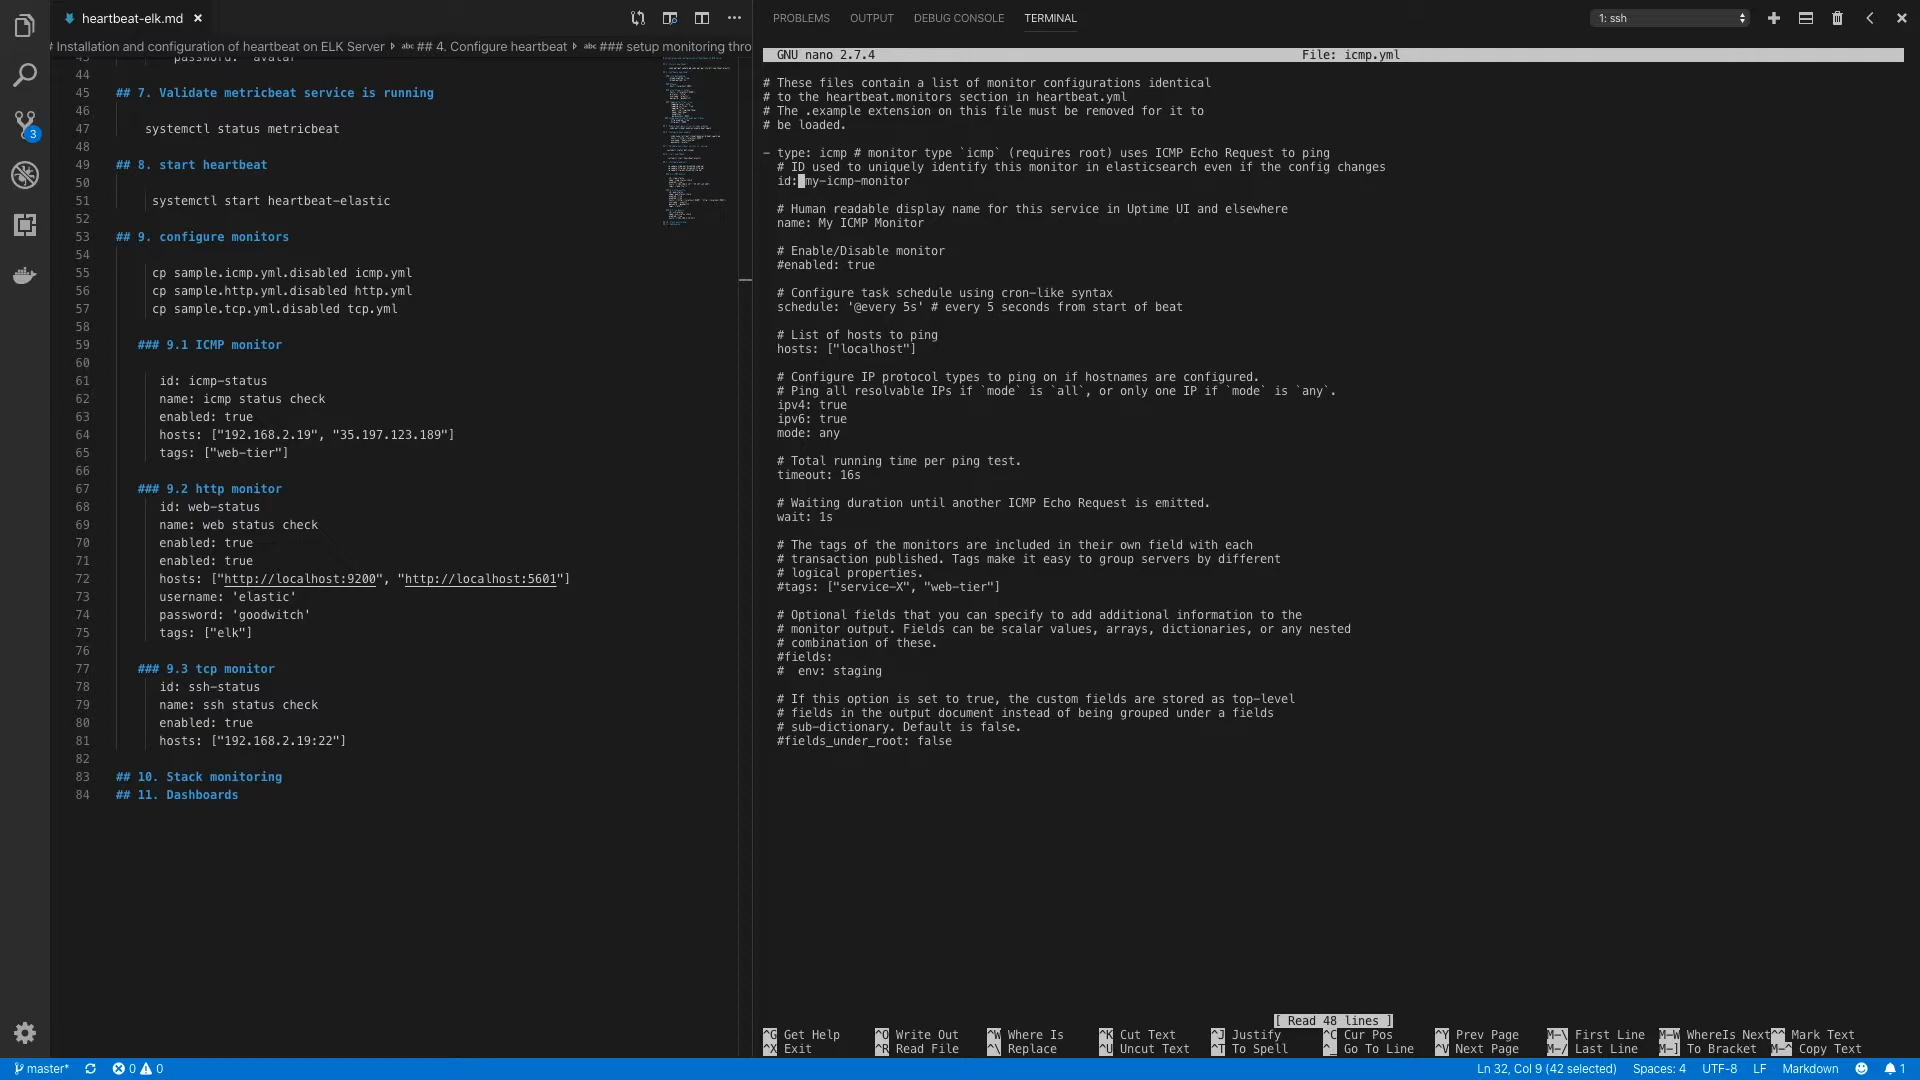 heartbeat-elk.md
PROBLEMS OUTPUT DEBUG CONSOLE TERMINAL
1: ssh
# Installation and configuration of heartbeat on ELK Server abc ## 4. Configure heartbeat abc ### setup monitoring thro
43 password: "avatar"
44
45 ## 7. Validate metricbeat service is running
46
47 systemctl status metricbeat
48
49 ## 8. start heartbeat
50
51 systemctl start heartbeat-elastic
52
53 ## 9. configure monitors
54
55 cp sample.icmp.yml.disabled icmp.yml
56 cp sample.http.yml.disabled http.yml
57 cp sample.tcp.yml.disabled tcp.yml
58
59 ### 9.1 ICMP monitor
60
61 id: icmp-status
62 name: icmp status check
63 enabled: true
64 hosts: ["192.168.2.19", "35.197.123.189"]
65 tags: ["web-tier"]
66
67 ### 9.2 http monitor
68 id: web-status
69 name: web status check
70 enabled: true
71 enabled: true
72 hosts: ["http://localhost:9200", "http://localhost:5601"]
73 username: 'elastic'
74 password: 'goodwitch'
75 tags: ["elk"]
76
77 ### 9.3 tcp monitor
78 id: ssh-status
79 name: ssh status check
80 enabled: true
81 hosts: ["192.168.2.19:22"]
82
83 ## 10. Stack monitoring
84 ## 11. Dashboards
3
GNU nano 2.7.4 File: icmp.yml
# These files contain a list of monitor configurations identical
# to the heartbeat.monitors section in heartbeat.yml
# The .example extension on this file must be removed for it to
# be loaded.
- type: icmp # monitor type `icmp` (requires root) uses ICMP Echo Request to ping
# ID used to uniquely identify this monitor in elasticsearch even if the config changes
id: my-icmp-monitor
# Human readable display name for this service in Uptime UI and elsewhere
name: My ICMP Monitor
# Enable/Disable monitor
#enabled: true
# Configure task schedule using cron-like syntax
schedule: '@every 5s' # every 5 seconds from start of beat
# List of hosts to ping
hosts: ["localhost"]
# Configure IP protocol types to ping on if hostnames are configured.
# Ping all resolvable IPs if `mode` is `all`, or only one IP if `mode` is `any`.
ipv4: true
ipv6: true
mode: any
# Total running time per ping test.
timeout: 16s
# Waiting duration until another ICMP Echo Request is emitted.
wait: 1s
# The tags of the monitors are included in their own field with each
# transaction published. Tags make it easy to group servers by different
# logical properties.
#tags: ["service-X", "web-tier"]
# Optional fields that you can specify to add additional information to the
# monitor output. Fields can be scalar values, arrays, dictionaries, or any nested
# combination of these.
#fields:
# env: staging
# If this option is set to true, the custom fields are stored as top-level
# fields in the output document instead of being grouped under a fields
# sub-dictionary. Default is false.
#fields_under_root: false
[ Read 48 lines ]
^G Get Help ^O Write Out ^W Where Is ^K Cut Text ^J Justify ^C Cur Pos ^Y Prev Page M-\ First Line M-W WhereIs Next ^^ Mark Text
^X Exit ^R Read File ^\ Replace ^U Uncut Text ^T To Spell ^_ Go To Line ^V Next Page M-/ Last Line M-] To Bracket M-^ Copy Text
master* 0 0 Ln 32, Col 9 (42 selected) Spaces: 4 UTF-8 LF Markdown 1